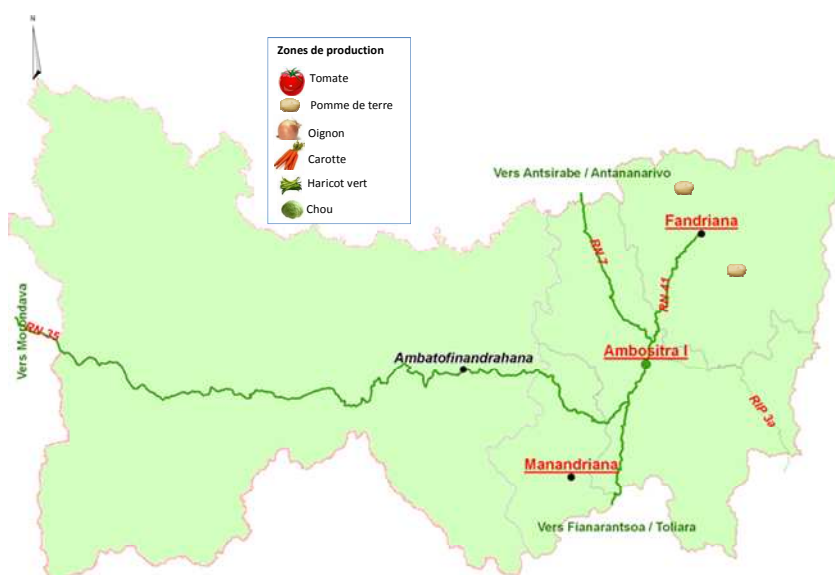 N
Zones de production
Tomate
Pomme de terre
Oignon
Carotte
Haricot vert
Chou
Vers Antsirabe / Antananarivo
Fandriana
RN 7
RN 41
Vers Morondava
RN 35
Ambatofinandrahana
Ambositra I
RIP 3a
Manandriana
Vers Fianarantsoa / Toliara